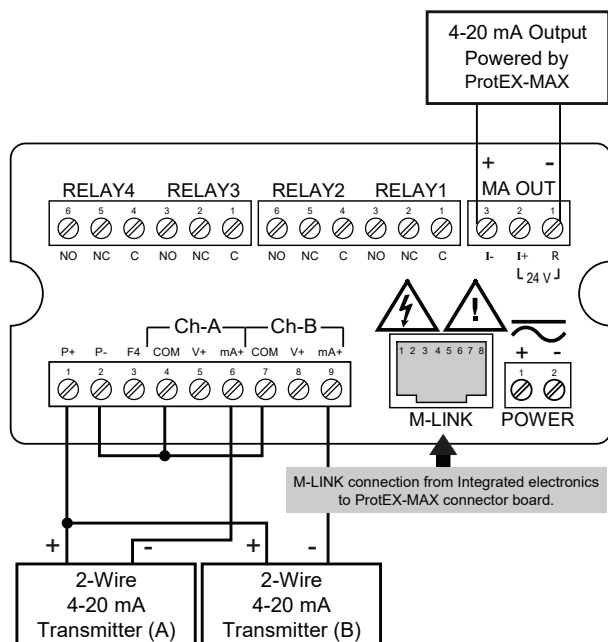 4-20 mA Output
Powered by
ProtEX-MAX
+ -
RELAY4 RELAY3 RELAY2 RELAY1 MA OUT
6 5 4 3 2 1 6 5 4 3 2 1 3 2 1
NO NC C NO NC C NO NC C NO NC C I- I+ R
24 V
Ch-A Ch-B
P+ P- F4 COM V+ mA+ COM V+ mA+
1 2 3 4 5 6 7 8 9
1 2 3 4 5 6 7 8
+ -
1 2
M-LINK POWER
M-LINK connection from Integrated electronics
to ProtEX-MAX connector board.
+ - + -
2-Wire
4-20 mA
Transmitter (A)
2-Wire
4-20 mA
Transmitter (B)